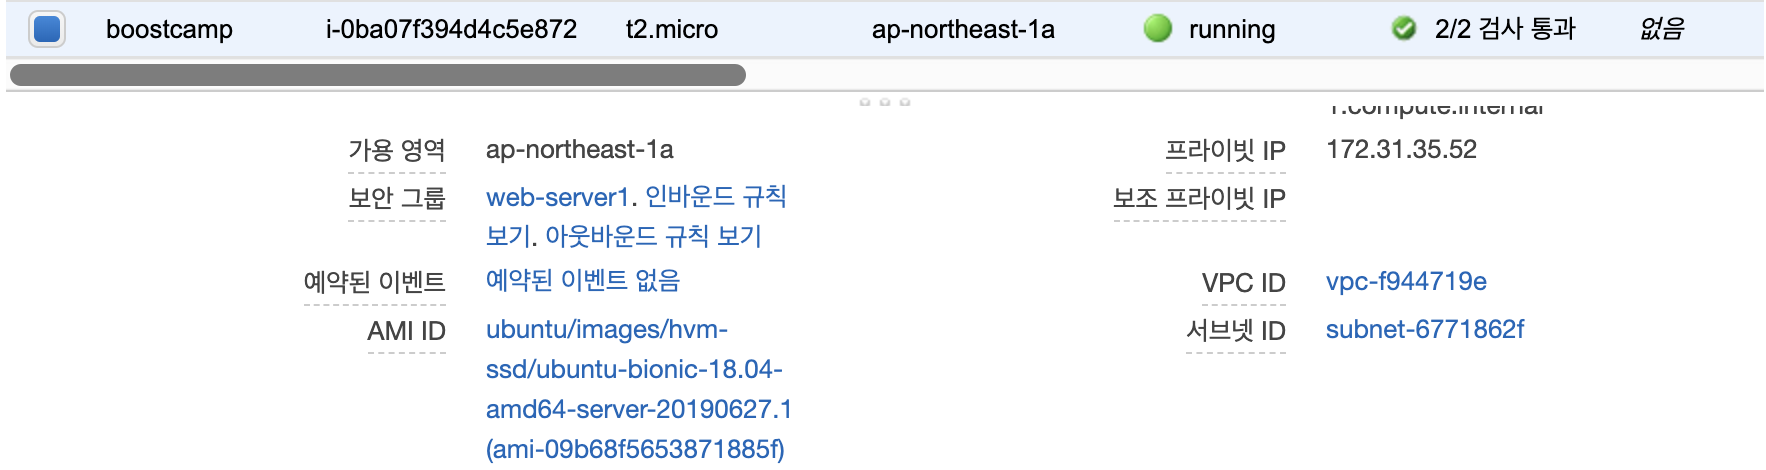 boostcamp i-0ba07f394d4c5e872 t2.micro ap-northeast-1a running 2/2 검사 통과 없음
1.compute.internal
가용 영역 ap-northeast-1a 프라이빗 IP 172.31.35.52
보안 그룹 web-server1. 인바운드 규칙 보조 프라이빗 IP
보기. 아웃바운드 규칙 보기
예약된 이벤트 예약된 이벤트 없음 VPC ID vpc-f944719e
AMI ID ubuntu/images/hvm- 서브넷 ID subnet-6771862f
ssd/ubuntu-bionic-18.04-
amd64-server-20190627.1
(ami-09b68f5653871885f)